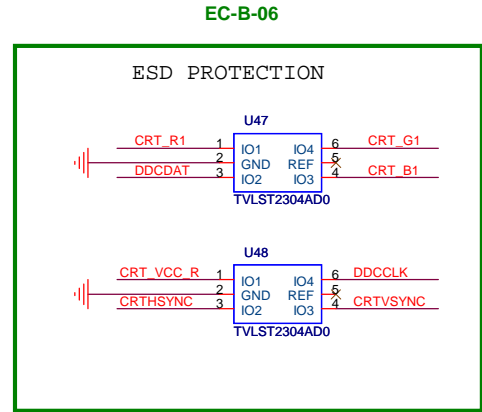 EC-B-06
ESD PROTECTION
U47
CRT_R1 1 IO1 IO4 6 CRT_G1
2 GND REF 5
DDCDAT 3 IO2 IO3 4 CRT_B1
TVLST2304AD0
U48
CRT_VCC_R 1 IO1 IO4 6 DDCCLK
2 GND REF 5
CRTHSYNC 3 IO2 IO3 4 CRTVSYNC
TVLST2304AD0